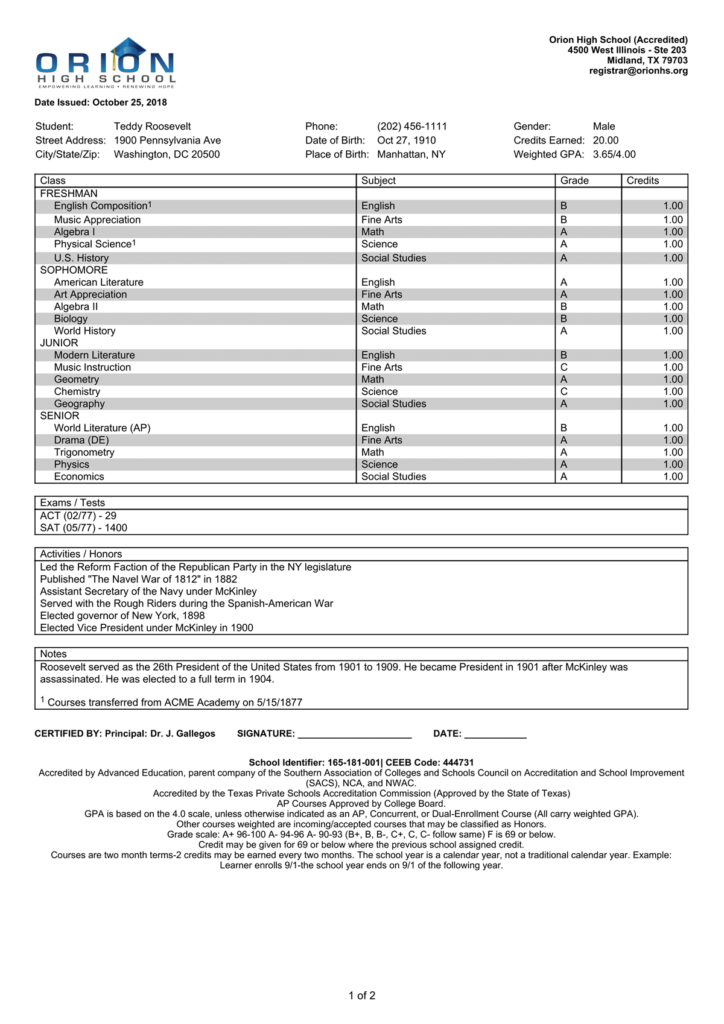 ORION
HIGH SCHOOL
EMPOWERING LEARNING • RENEWING HOPE
Orion High School (Accredited)
4500 West Illinois - Ste 203
Midland, TX 79703
registrar@orionhs.org
Date Issued: October 25, 2018
Student: Teddy Roosevelt Phone: (202) 456-1111 Gender: Male
Street Address: 1900 Pennsylvania Ave Date of Birth: Oct 27, 1910 Credits Earned: 20.00
City/State/Zip: Washington, DC 20500 Place of Birth: Manhattan, NY Weighted GPA: 3.65/4.00
Class Subject Grade Credits
FRESHMAN
English Composition¹ English B 1.00
Music Appreciation Fine Arts B 1.00
Algebra I Math A 1.00
Physical Science¹ Science A 1.00
U.S. History Social Studies A 1.00
SOPHOMORE
American Literature English A 1.00
Art Appreciation Fine Arts A 1.00
Algebra II Math B 1.00
Biology Science B 1.00
World History Social Studies A 1.00
JUNIOR
Modern Literature English B 1.00
Music Instruction Fine Arts C 1.00
Geometry Math A 1.00
Chemistry Science C 1.00
Geography Social Studies A 1.00
SENIOR
World Literature (AP) English B 1.00
Drama (DE) Fine Arts A 1.00
Trigonometry Math A 1.00
Physics Science A 1.00
Economics Social Studies A 1.00
Exams / Tests
ACT (02/77) - 29
SAT (05/77) - 1400
Activities / Honors
Led the Reform Faction of the Republican Party in the NY legislature
Published "The Navel War of 1812" in 1882
Assistant Secretary of the Navy under McKinley
Served with the Rough Riders during the Spanish-American War
Elected governor of New York, 1898
Elected Vice President under McKinley in 1900
Notes
Roosevelt served as the 26th President of the United States from 1901 to 1909. He became President in 1901 after McKinley was
assassinated. He was elected to a full term in 1904.
¹ Courses transferred from ACME Academy on 5/15/1877
CERTIFIED BY: Principal: Dr. J. Gallegos SIGNATURE: ______________________ DATE: ____________
School Identifier: 165-181-001| CEEB Code: 444731
Accredited by Advanced Education, parent company of the Southern Association of Colleges and Schools Council on Accreditation and School Improvement
(SACS), NCA, and NWAC.
Accredited by the Texas Private Schools Accreditation Commission (Approved by the State of Texas)
AP Courses Approved by College Board.
GPA is based on the 4.0 scale, unless otherwise indicated as an AP, Concurrent, or Dual-Enrollment Course (All carry weighted GPA).
Other courses weighted are incoming/accepted courses that may be classified as Honors.
Grade scale: A+ 96-100 A- 94-96 A- 90-93 (B+, B, B-, C+, C, C- follow same) F is 69 or below.
Credit may be given for 69 or below where the previous school assigned credit.
Courses are two month terms-2 credits may be earned every two months. The school year is a calendar year, not a traditional calendar year. Example:
Learner enrolls 9/1-the school year ends on 9/1 of the following year.
1 of 2